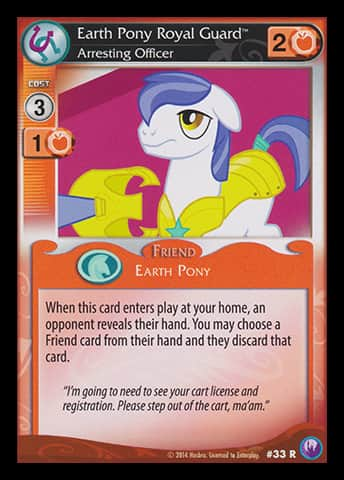 Earth Pony Royal Guard™
Arresting Officer
2
COST
3
1
FRIEND
EARTH PONY
When this card enters play at your home, an
opponent reveals their hand. You may choose a
Friend card from their hand and they discard that
card.
“I’m going to need to see your cart license and
registration. Please step out of the cart, ma’am.”
© 2014 Hasbro. Licensed to Enterplay.
#33 R